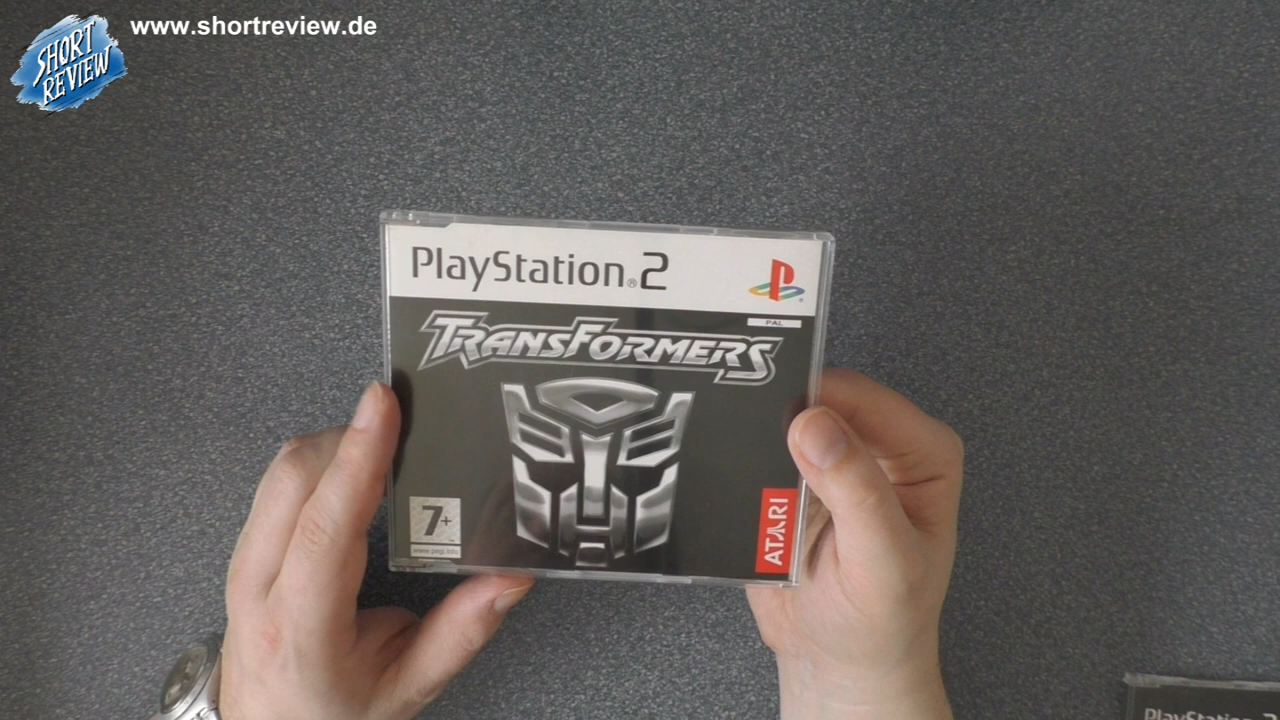 www.shortreview.de
SHORT
REVIEW
PlayStation®2
PAL
TRANSFORMERS
7+
www.pegi.info
ATARI
PlayStation 2